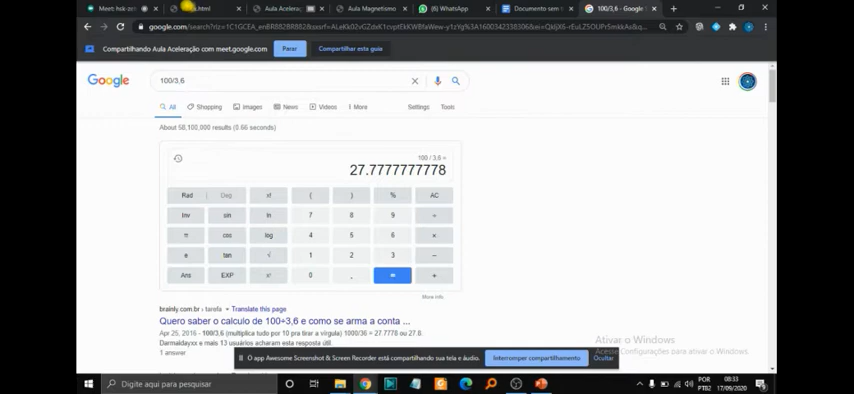 Meet: hck-zc
.html
Aula Acelera
Aula Magnetismo
(6) WhatsApp
Documento sem
100/3,6 - Google S
Compartilhando Aula Aceleração com meet.google.com
Parar
Compartilhar esta guia
Google
100/3,6
All
Shopping
Images
News
Videos
More
Settings
Tools
About 58,100,000 results (0.66 seconds)
100 / 3,6 =
27.7777777778
Rad
Deg
x!
(
)
%
AC
Inv
sin
ln
7
8
9
÷
π
cos
log
4
5
6
×
e
tan
√
1
2
3
−
Ans
EXP
0
=
+
More info
brainly.com.br › tarefa
Translate this page
Quero saber o calculo de 100÷3,6 e como se arma a conta ...
Apr 25, 2016 - 100/3,6 (multiplica tudo por 10 pra tirar a virgula) 1000/36 = 27.7778 ou 27.8.
Darmaidayxx e mais 13 usuários acharam esta resposta útil.
1 answer
Ativar o Windows
Acesse Configurações para ativar o Windows.
O app Awesome Screenshot & Screen Recorder está compartilhando sua tela e áudio.
Interromper compartilhamento
Ocultar
Digite aqui para pesquisar
POR
PTB2
08:33
17/09/2020